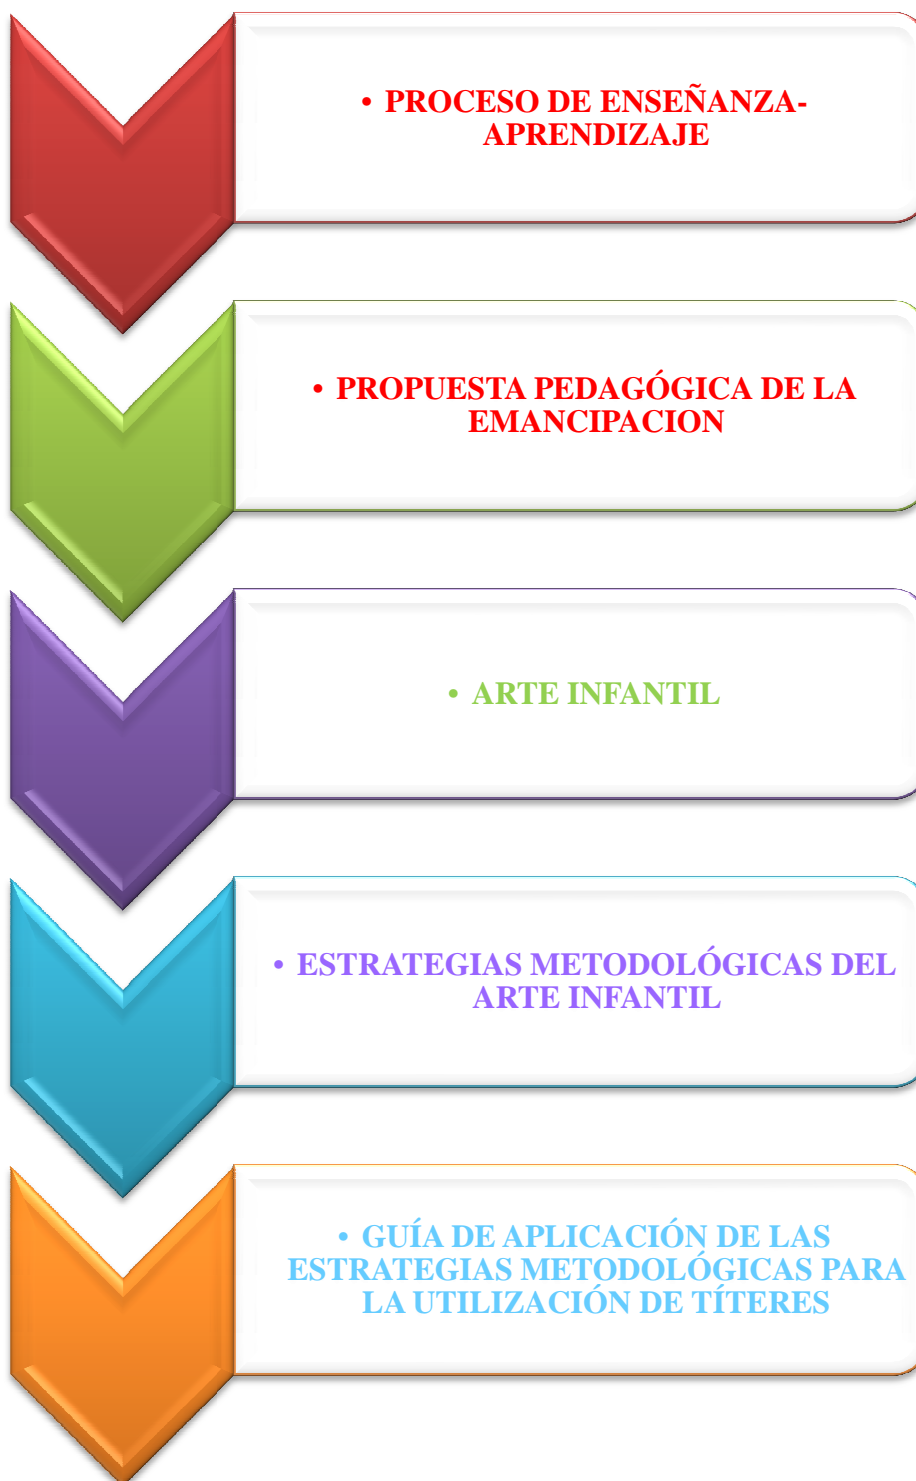 • PROCESO DE ENSEÑANZA-
APRENDIZAJE
• PROPUESTA PEDAGÓGICA DE LA
EMANCIPACION
• ARTE INFANTIL
• ESTRATEGIAS METODOLÓGICAS DEL
ARTE INFANTIL
• GUÍA DE APLICACIÓN DE LAS
ESTRATEGIAS METODOLÓGICAS PARA
LA UTILIZACIÓN DE TÍTERES